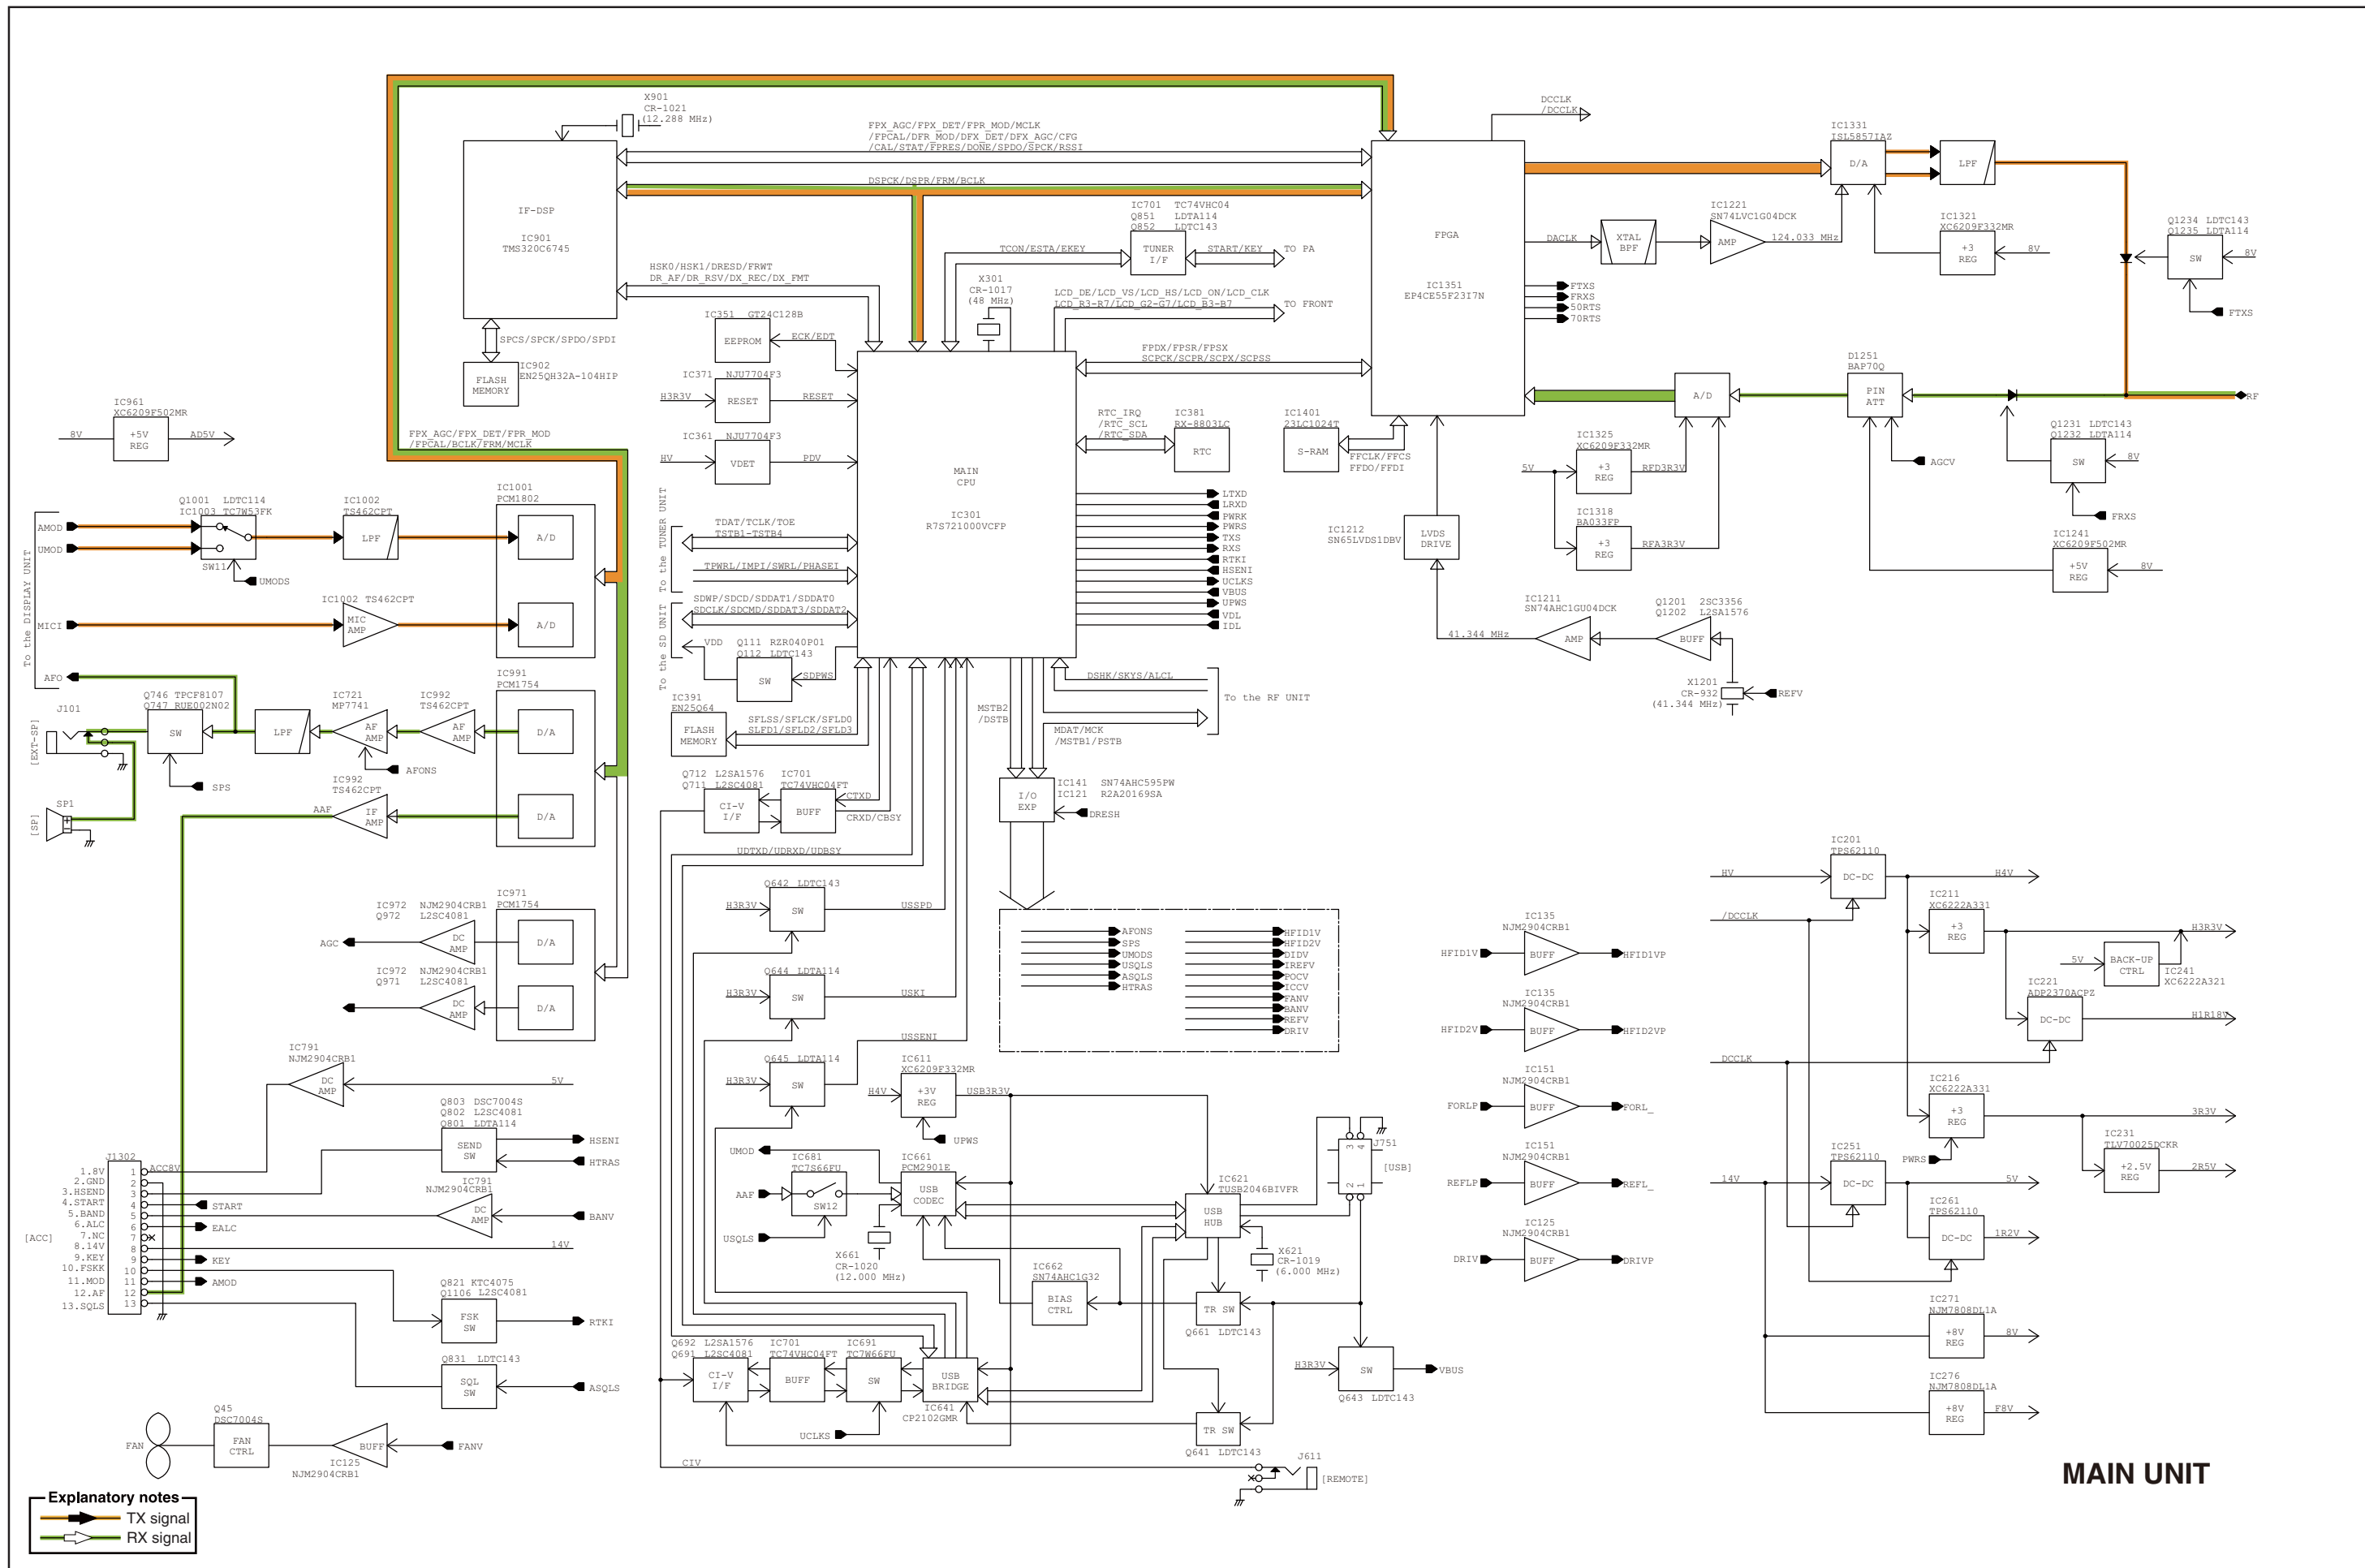 X901
CR-1021
(12.288 MHz)
FPX_AGC/FPX_DET/FPR_MOD/MCLK
/FPCAL/DFR_MOD/DFX_DET/DFX_AGC/CFG
/CAL/STAT/FPRES/DONE/SPDO/SPCK/RSSI
DSPCK/DSPR/FRM/BCLK
IF-DSP
IC901
TMS320C6745
HSK0/HSK1/DRESD/FRWT
DR_AF/DR_RSV/DX_REC/DX_FMT
SPCS/SPCK/SPDO/SPDI
IC902
EN25QH32A-104HIP
FLASH
MEMORY
IC701 TC74VHC04
Q851 LDTA114
Q852 LDTC143
TCON/ESTA/EKEY
TUNER
I/F
START/KEY
TO PA
X301
CR-1017
(48 MHz)
LCD_DE/LCD_VS/LCD_HS/LCD_ON/LCD_CLK
LCD_R3-R7/LCD_G2-G7/LCD_B3-B7
TO FRONT
IC351 GT24C128B
EEPROM
ECK/EDT
IC371 NJU7704F3
H3R3V
RESET
RESET
IC361 NJU7704F3
HV
VDET
PDV
MAIN
CPU
IC301
R7S721000VCFP
FPDX/FPSR/FPSX
SCPCK/SCPR/SCPX/SCPSS
RTC_IRQ
/RTC_SCL
/RTC_SDA
IC381
RX-8803LC
RTC
LTXD
LRXD
PWRK
PWRS
TXS
RXS
RTKI
HSENI
UCLKS
VBUS
UPWS
VDL
IDL
To the TUNER UNIT
TDAT/TCLK/TOE
TSTB1-TSTB4
TPWRL/IMPI/SWRL/PHASEI
To the SD UNIT
SDWP/SDCD/SDDAT1/SDDAT0
SDCLK/SDCMD/SDDAT3/SDDAT2
VDD
Q111 RZR040P01
Q112 LDTC143
SW
SDPWS
IC391
EN25Q64
FLASH
MEMORY
SFLSS/SFLCK/SFLD0
SLFD1/SFLD2/SFLD3
DSHK/SKYS/ALCL
To the RF UNIT
MSTB2
/DSTB
MDAT/MCK
/MSTB1/PSTB
I/O
EXP
IC141 SN74AHC595PW
IC121 R2A20169SA
DRESH
AFONS
SPS
UMODS
USQLS
ASQLS
HTRAS
HFID1V
HFID2V
DIDV
IREFV
POCV
ICCV
FANV
BANV
REFV
DRIV
DCCLK
/DCCLK
FPGA
IC1351
EP4CE55F23I7N
FTXS
FRXS
50RTS
70RTS
DACLK
XTAL
BPF
IC1221
SN74LVC1G04DCK
AMP
124.033 MHz
IC1331
ISL5857IAZ
D/A
LPF
IC1321
XC6209F332MR
+3
REG
8V
Q1234 LDTC143
Q1235 LDTA114
SW
8V
FTXS
D1251
BAP70Q
PIN
ATT
A/D
RF
AGCV
Q1231 LDTC143
Q1232 LDTA114
SW
8V
FRXS
IC1241
XC6209F502MR
+5V
REG
8V
IC1325
XC6209F332MR
5V
+3
REG
RFD3R3V
IC1318
BA033FP
+3
REG
RFA3R3V
IC1401
23LC1024T
S-RAM
FFCLK/FFCS
FFDO/FFDI
IC1212
SN65LVDS1DBV
LVDS
DRIVE
IC1211
SN74AHC1GU04DCK
41.344 MHz
AMP
Q1201 2SC3356
Q1202 L2SA1576
BUFF
X1201
CR-932
(41.344 MHz)
REFV
IC961
XC6209F502MR
8V
+5V
REG
AD5V
FPX_AGC/FPX_DET/FPR_MOD
/FPCAL/BCLK/FRM/MCLK
To the DISPLAY UNIT
AMOD
UMOD
MICI
AFO
Q1001 LDTC114
IC1003 TC7W53FK
SW11
UMODS
IC1002
TS462CPT
LPF
IC1001
PCM1802
A/D
A/D
IC1002 TS462CPT
MIC
AMP
IC991
PCM1754
D/A
D/A
J101
[EXT-SP]
Q746 TPCF8107
Q747 RUE002N02
SW
SPS
LPF
IC721
MP7741
AF
AMP
AFONS
IC992
TS462CPT
AF
AMP
IC992
TS462CPT
IF
AMP
AAF
SP1
[SP]
IC971
PCM1754
D/A
D/A
IC972 NJM2904CRB1
Q972 L2SC4081
DC
AMP
AGC
IC972 NJM2904CRB1
Q971 L2SC4081
DC
AMP
IC791
NJM2904CRB1
DC
AMP
5V
Q803 DSC7004S
Q802 L2SC4081
Q801 LDTA114
SEND
SW
HSENI
HTRAS
IC791
NJM2904CRB1
DC
AMP
BANV
J1302
[ACC]
1.8V 1 ACC8V
2.GND 2
3.HSEND 3
4.START 4 START
5.BAND 5
6.ALC 6 EALC
7.NC 7
8.14V 8 14V
9.KEY 9 KEY
10.FSKK 10
11.MOD 11 AMOD
12.AF 12
13.SQLS 13
Q821 KTC4075
Q1106 L2SC4081
FSK
SW
RTKI
Q831 LDTC143
SQL
SW
ASQLS
FAN
Q45
DSC7004S
FAN
CTRL
BUFF
IC125
NJM2904CRB1
FANV
Q712 L2SA1576
Q711 L2SC4081
CI-V
I/F
IC701
TC74VHC04FT
BUFF
CTXD
CRXD/CBSY
UDTXD/UDRXD/UDBSY
Q642 LDTC143
H3R3V
SW
USSPD
Q644 LDTA114
H3R3V
SW
USKI
Q645 LDTA114
H3R3V
SW
USSENI
IC611
XC6209F332MR
H4V
+3V
REG
USB3R3V
UPWS
UMOD
IC681
TC7S66FU
AAF
SW12
USQLS
IC661
PCM2901E
USB
CODEC
X661
CR-1020
(12.000 MHz)
IC621
TUSB2046BIVFR
USB
HUB
X621
CR-1019
(6.000 MHz)
J751
[USB]
3 4
2 1
IC662
SN74AHC1G32
BIAS
CTRL
TR SW
Q661 LDTC143
Q692 L2SA1576
Q691 L2SC4081
CI-V
I/F
IC701
TC74VHC04FT
BUFF
IC691
TC7W66FU
SW
UCLKS
USB
BRIDGE
IC641
CP2102GMR
TR SW
Q641 LDTC143
H3R3V
SW
VBUS
Q643 LDTC143
CIV
J611
[REMOTE]
IC135
NJM2904CRB1
HFID1V
BUFF
HFID1VP
IC135
NJM2904CRB1
HFID2V
BUFF
HFID2VP
IC151
NJM2904CRB1
FORLP
BUFF
FORL_
IC151
NJM2904CRB1
REFLP
BUFF
REFL_
IC125
NJM2904CRB1
DRIV
BUFF
DRIVP
IC201
TPS62110
HV
DC-DC
H4V
/DCCLK
IC211
XC6222A331
+3
REG
H3R3V
5V
BACK-UP
CTRL
IC241
XC6222A321
IC221
ADP2370ACPZ
DC-DC
H1R18V
DCCLK
IC216
XC6222A331
+3
REG
3R3V
PWRS
IC231
TLV70025DCKR
+2.5V
REG
2R5V
IC251
TPS62110
14V
DC-DC
5V
IC261
TPS62110
DC-DC
1R2V
IC271
NJM7808DL1A
+8V
REG
8V
IC276
NJM7808DL1A
+8V
REG
F8V
Explanatory notes
TX signal
RX signal
MAIN UNIT